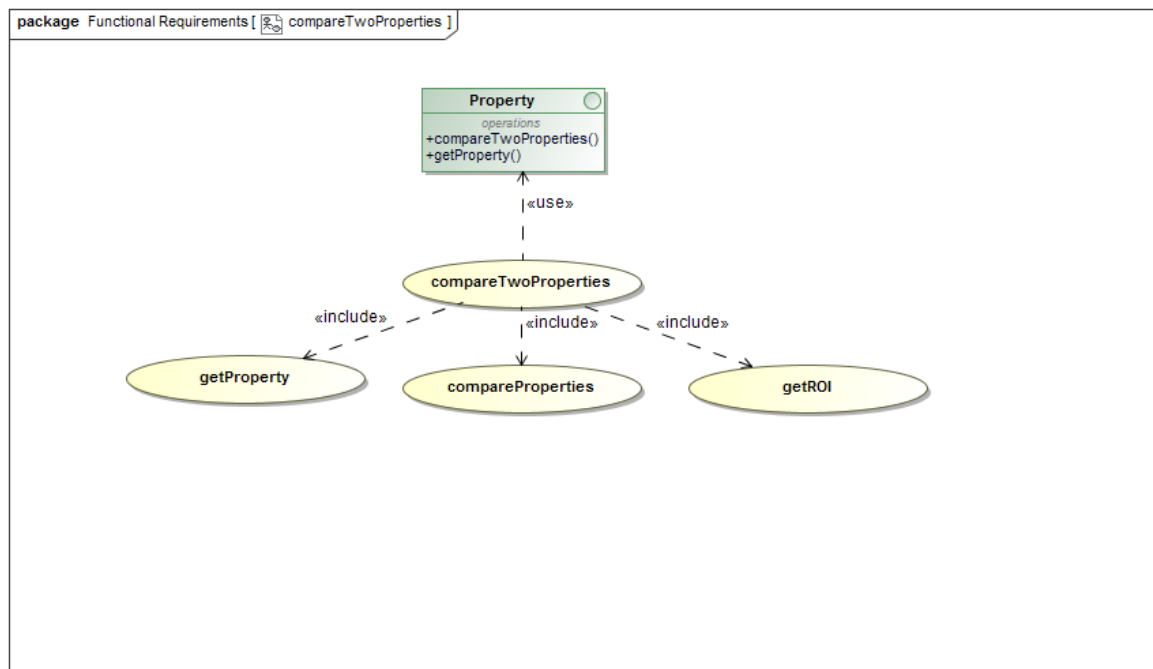 package Functional Requirements [ compareTwoProperties ]
Property
operations
+compareTwoProperties()
+getProperty()
«use»
compareTwoProperties
«include»
«include»
«include»
getProperty
compareProperties
getROI